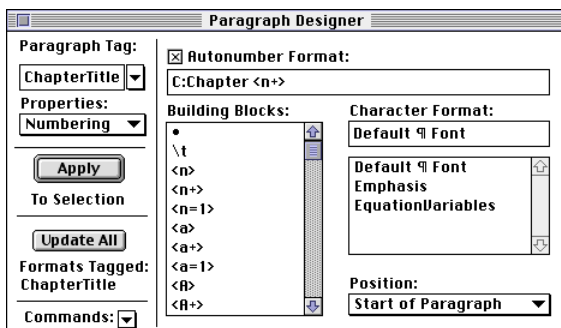 Paragraph Designer
Paragraph Tag:
ChapterTitle
Properties:
Numbering
Apply
To Selection
Update All
Formats Tagged:
ChapterTitle
Commands:
Autonumber Format:
C:Chapter <n+>
Building Blocks:
•
\t
<n>
<n+>
<n=1>
<a>
<a+>
<a=1>
<A>
<A+>
Character Format:
Default ¶ Font
Default ¶ Font
Emphasis
EquationVariables
Position:
Start of Paragraph